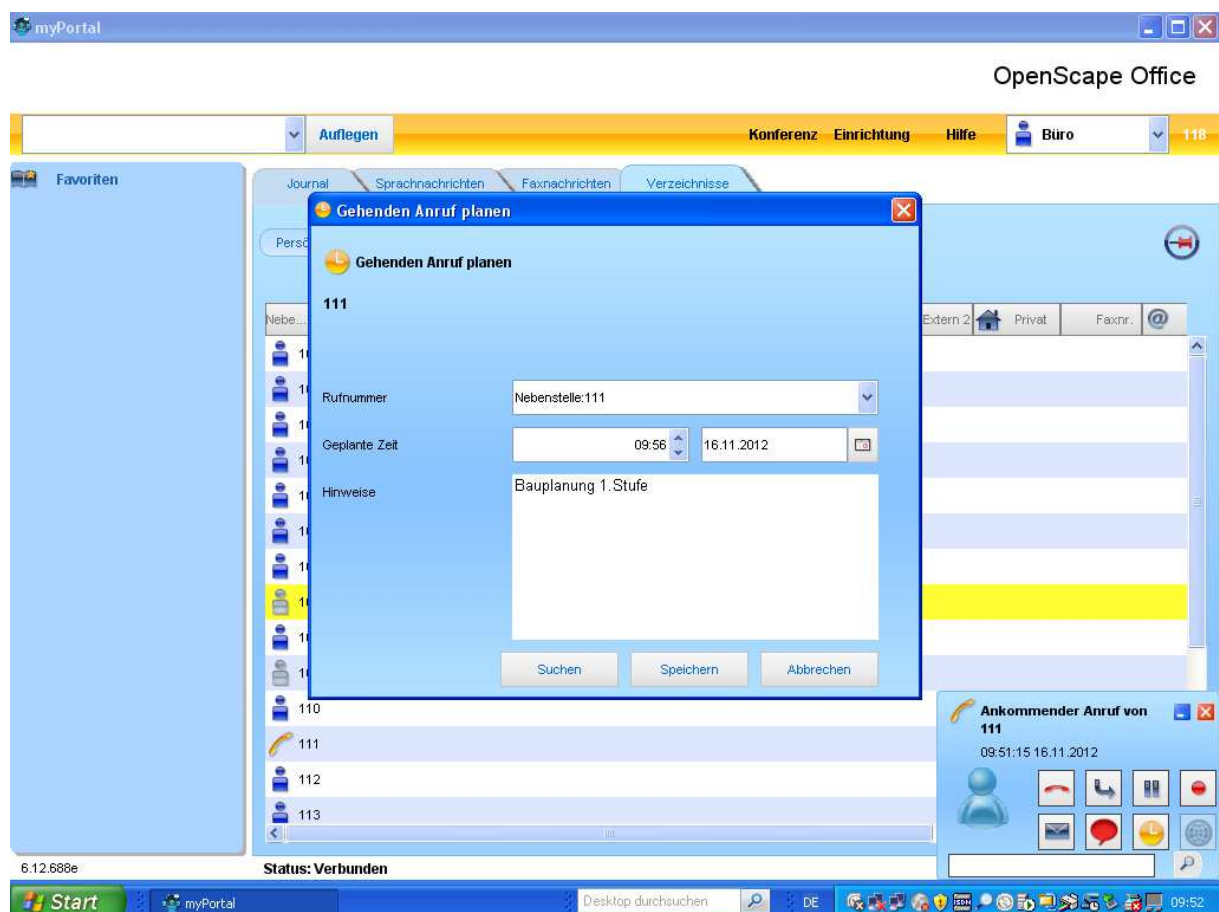 myPortal
OpenScape Office
Auflegen
Konferenz Einrichtung Hilfe Büro 118
Favoriten
Journal Sprachnachrichten Faxnachrichten Verzeichnisse
Gehenden Anruf planen
Gehenden Anruf planen
111
Nebe... Extern 2 Privat Faxnr. @
Rufnummer Nebenstelle:111
Geplante Zeit 09:56 16.11.2012
Hinweise Bauplanung 1.Stufe
Suchen Speichern Abbrechen
110
111
112
113
Ankommender Anruf von
111
09:51:15 16.11.2012
6.12.688e Status: Verbunden
Start myPortal Desktop durchsuchen DE ISDN 09:52